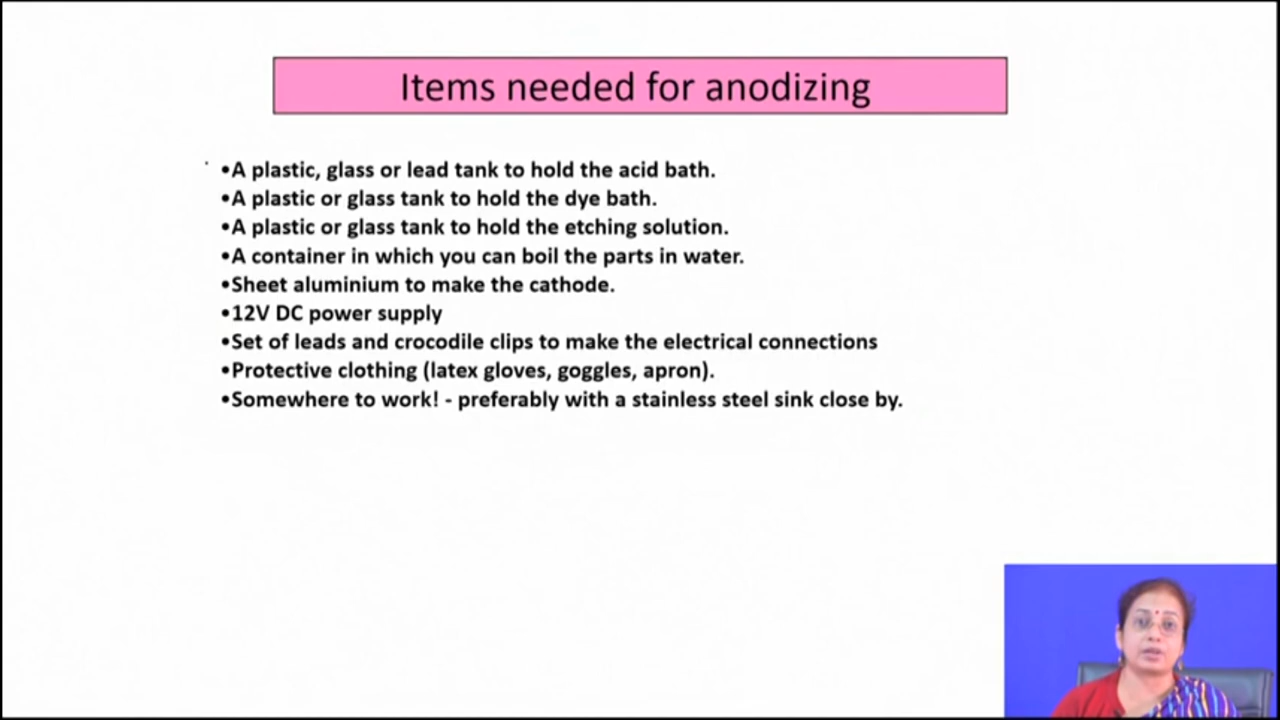 Items needed for anodizing
•A plastic, glass or lead tank to hold the acid bath.
•A plastic or glass tank to hold the dye bath.
•A plastic or glass tank to hold the etching solution.
•A container in which you can boil the parts in water.
•Sheet aluminium to make the cathode.
•12V DC power supply
•Set of leads and crocodile clips to make the electrical connections
•Protective clothing (latex gloves, goggles, apron).
•Somewhere to work! - preferably with a stainless steel sink close by.